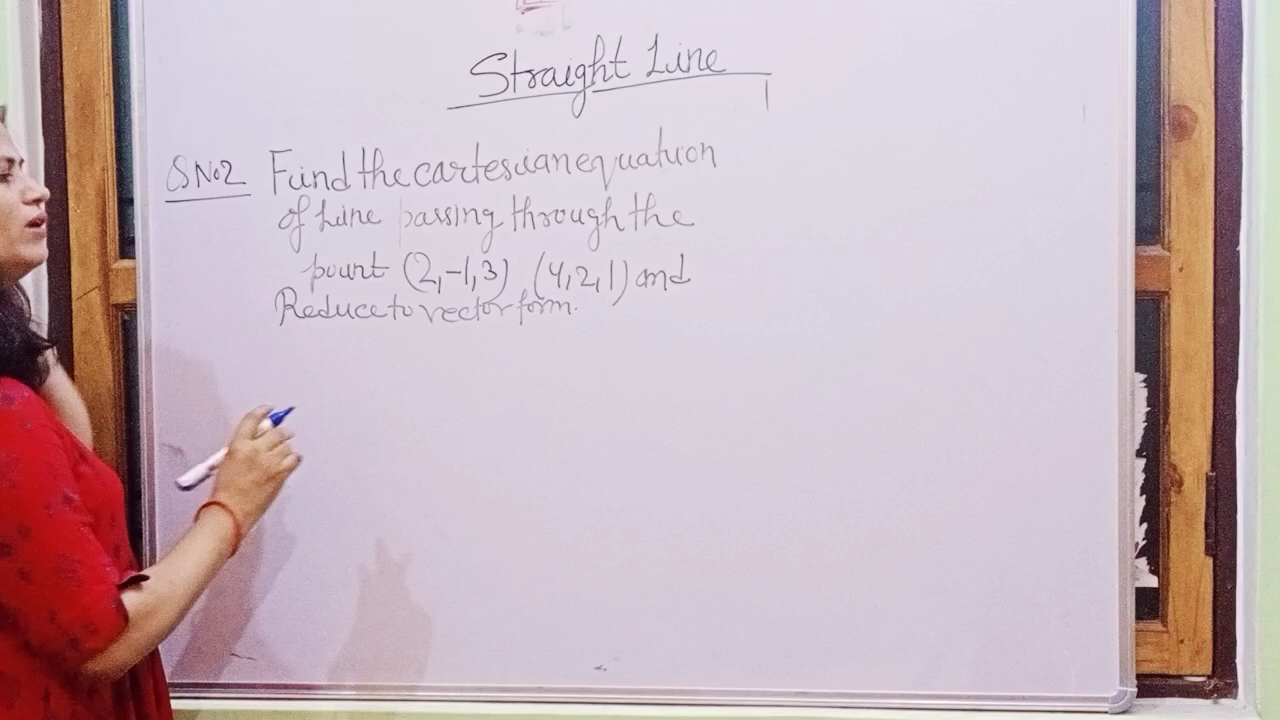 Straight Line
Q No 2 Find the cartesian equation
of Line passing through the
point (2,-1,3) (4,2,1) and
Reduce to vector form.